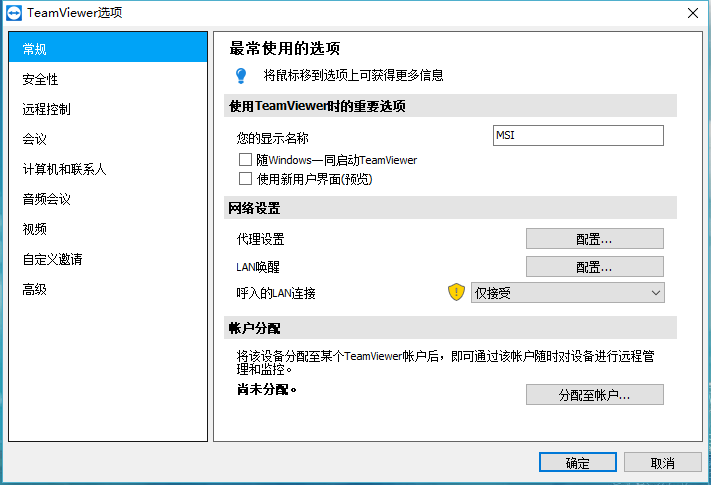 TeamViewer选项
常规
安全性
远程控制
会议
计算机和联系人
音频会议
视频
自定义邀请
高级
最常使用的选项
将鼠标移到选项上可获得更多信息
使用TeamViewer时的重要选项
您的显示名称 MSI
随Windows一同启动TeamViewer
使用新用户界面(预览)
网络设置
代理设置 配置...
LAN唤醒 配置...
呼入的LAN连接 仅接受
帐户分配
将该设备分配至某个TeamViewer帐户后，即可通过该帐户随时对设备进行远程管
理和监控。
尚未分配。 分配至帐户...
确定 取消